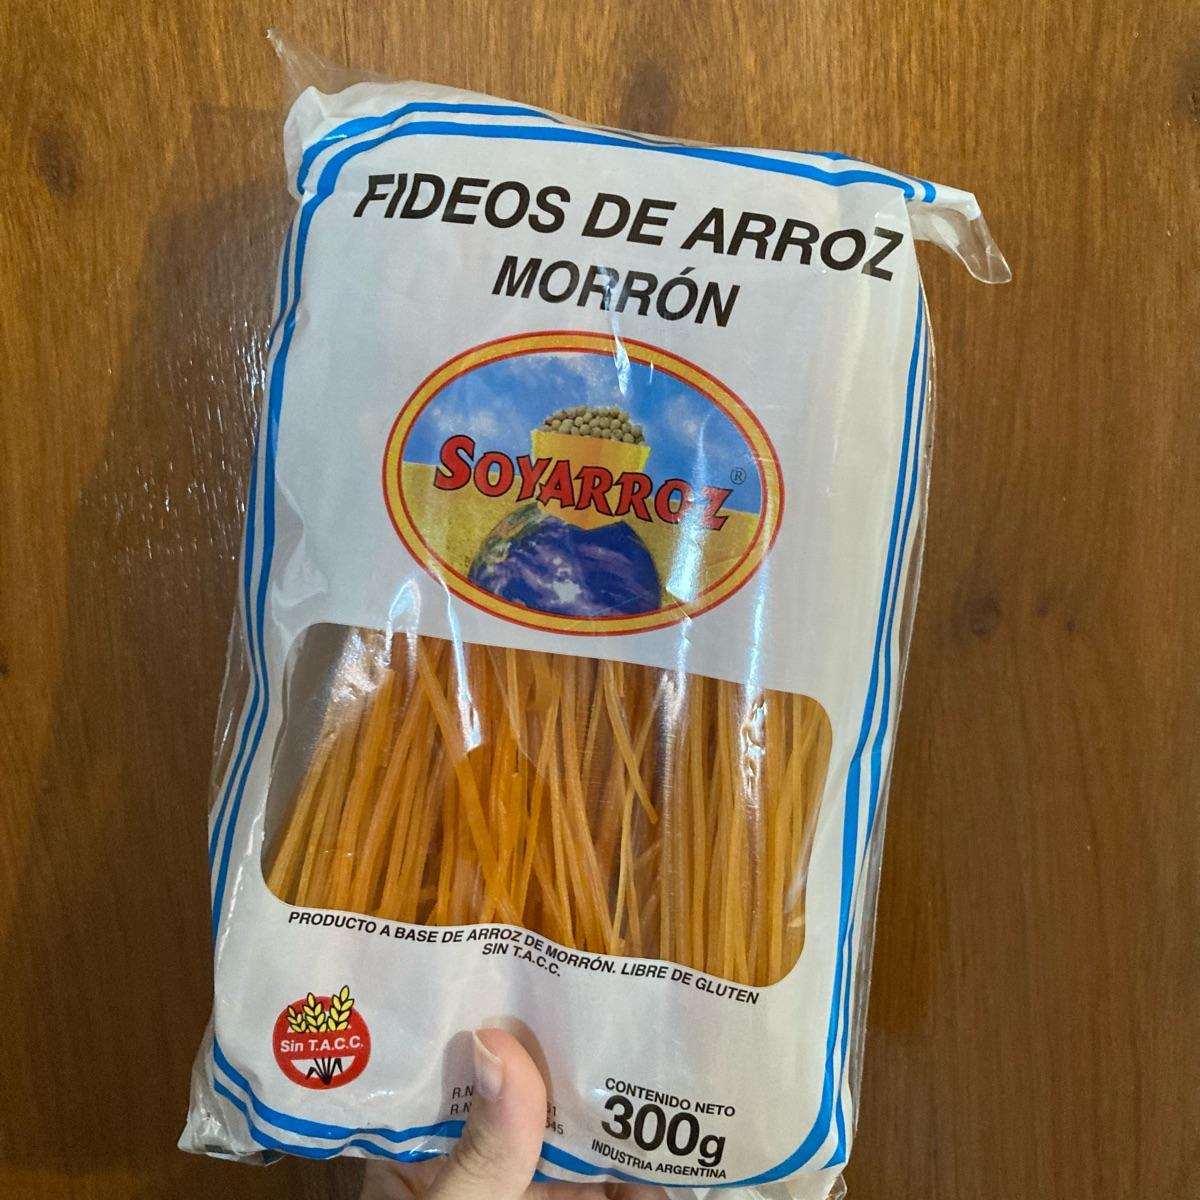 FIDEOS DE ARROZ
MORRÓN
SOYARROZ ®
PRODUCTO A BASE DE ARROZ DE MORRÓN. LIBRE DE GLUTEN
SIN T.A.C.C.
Sin T.A.C.C.
CONTENIDO NETO
300g
INDUSTRIA ARGENTINA